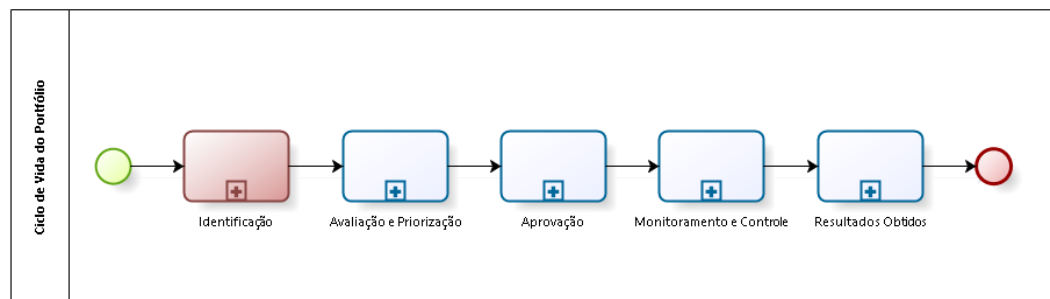 Ciclo de Vida do Portfólio
Identificação
Avaliação e Priorização
Aprovação
Monitoramento e Controle
Resultados Obtidos